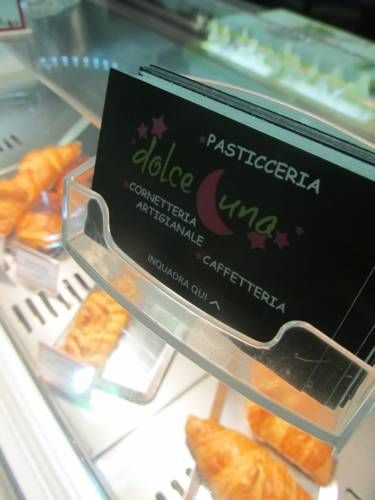 PASTICCERIA
dolce luna
CORNETTERIA
ARTIGIANALE
CAFFETTERIA
INQUADRA QUI